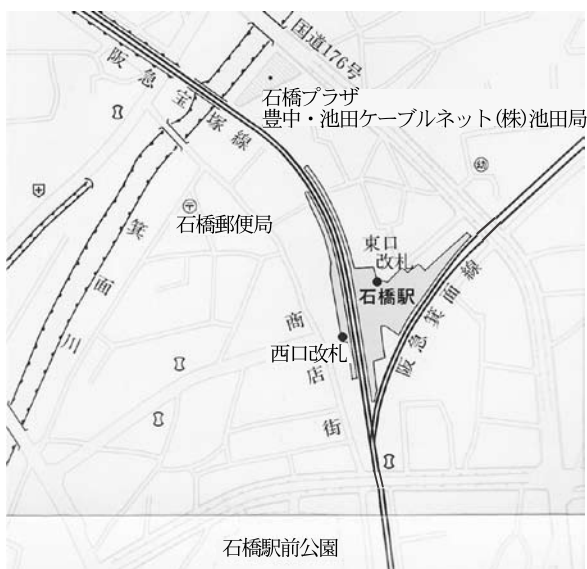 国道176号
阪急宝塚線
石橋プラザ
豊中・池田ケーブルネット(株)池田局
幼
〒
石橋郵便局
東口
改札
石橋駅
箕面川
阪急箕面線
商店街
西口改札
石橋駅前公園